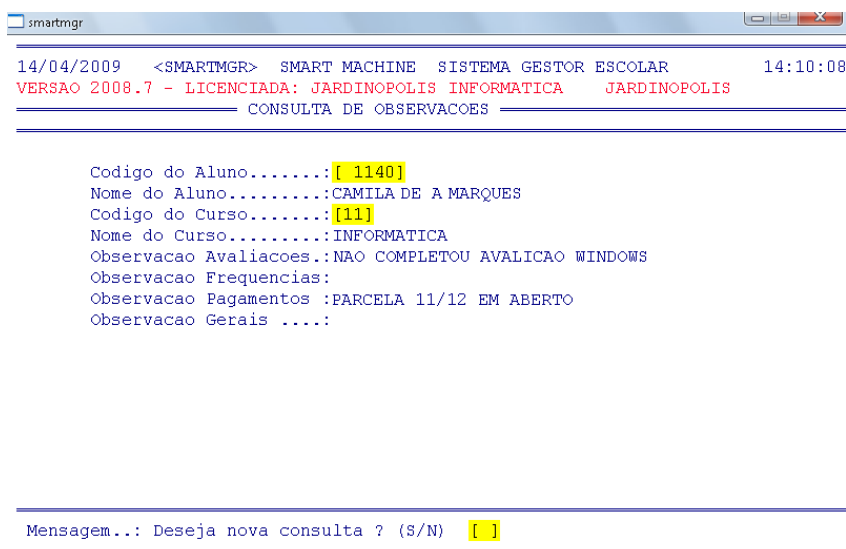 smartmgr
14/04/2009 <SMARTMGR> SMART MACHINE SISTEMA GESTOR ESCOLAR 14:10:08
VERSAO 2008.7 - LICENCIADA: JARDINOPOLIS INFORMATICA JARDINOPOLIS
CONSULTA DE OBSERVACOES
Codigo do Aluno.......:[ 1140]
Nome do Aluno.........:CAMILA DE A MARQUES
Codigo do Curso.......:[11]
Nome do Curso.........:INFORMATICA
Observacao Avaliacoes.:NAO COMPLETOU AVALICAO WINDOWS
Observacao Frequencias:
Observacao Pagamentos :PARCELA 11/12 EM ABERTO
Observacao Gerais ....:
Mensagem..: Deseja nova consulta ? (S/N) [ ]